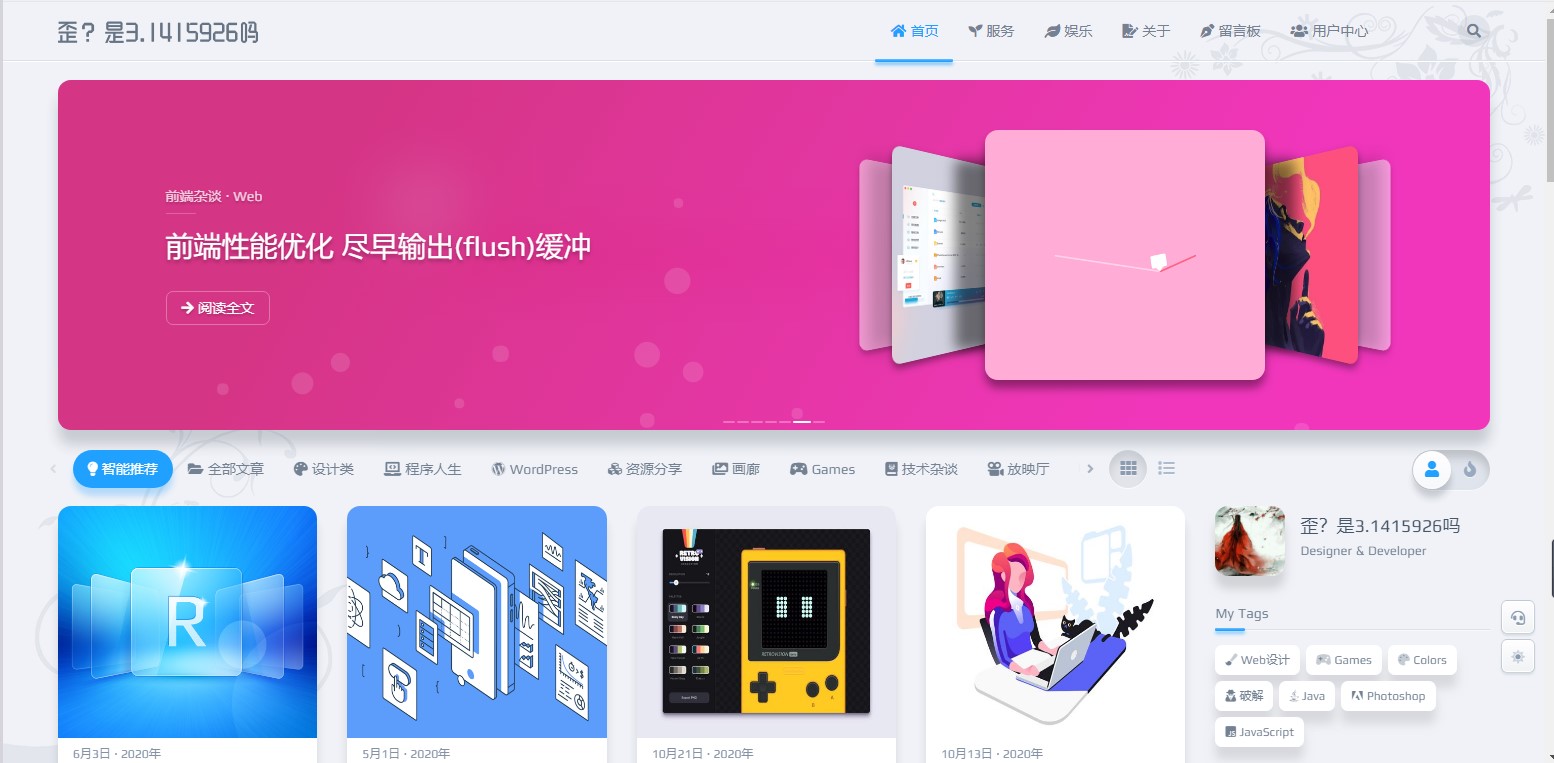 歪？是3.1415926吗
首页
服务
娱乐
关于
留言板
用户中心
前端杂谈 · Web
前端性能优化 尽早输出(flush)缓冲
阅读全文
智能推荐
全部文章
设计类
程序人生
WordPress
资源分享
画廊
Games
技术杂谈
放映厅
R
T
RETRO VISION
RETROVISION
A
B
6月3日 · 2020年
5月1日 · 2020年
10月21日 · 2020年
10月13日 · 2020年
歪？是3.1415926吗
Designer & Developer
My Tags
Web设计
Games
Colors
破解
Java
Photoshop
JavaScript